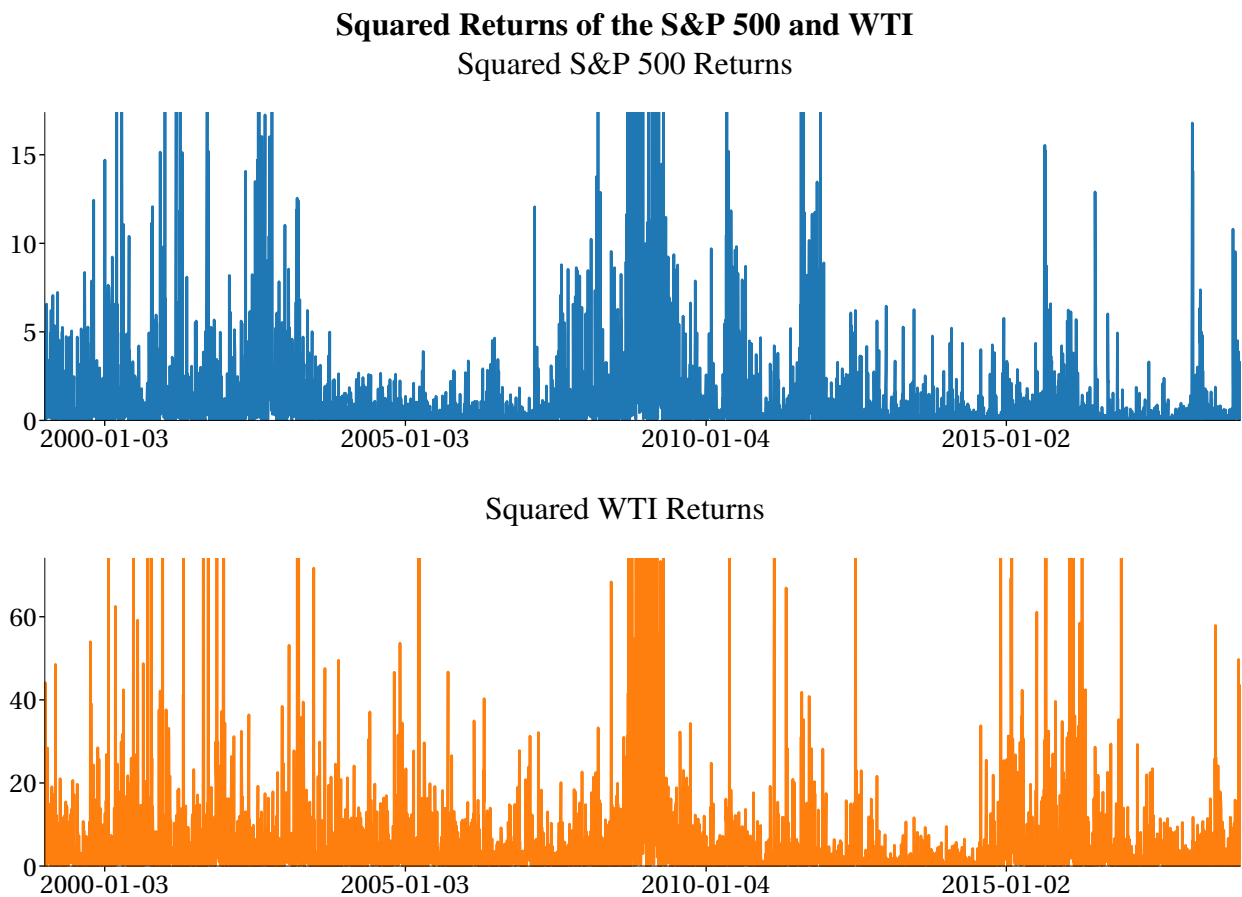 Squared Returns of the S&P 500 and WTI
Squared S&P 500 Returns
15
10
5
0
2000-01-03 2005-01-03 2010-01-04 2015-01-02
Squared WTI Returns
60
40
20
0
2000-01-03 2005-01-03 2010-01-04 2015-01-02